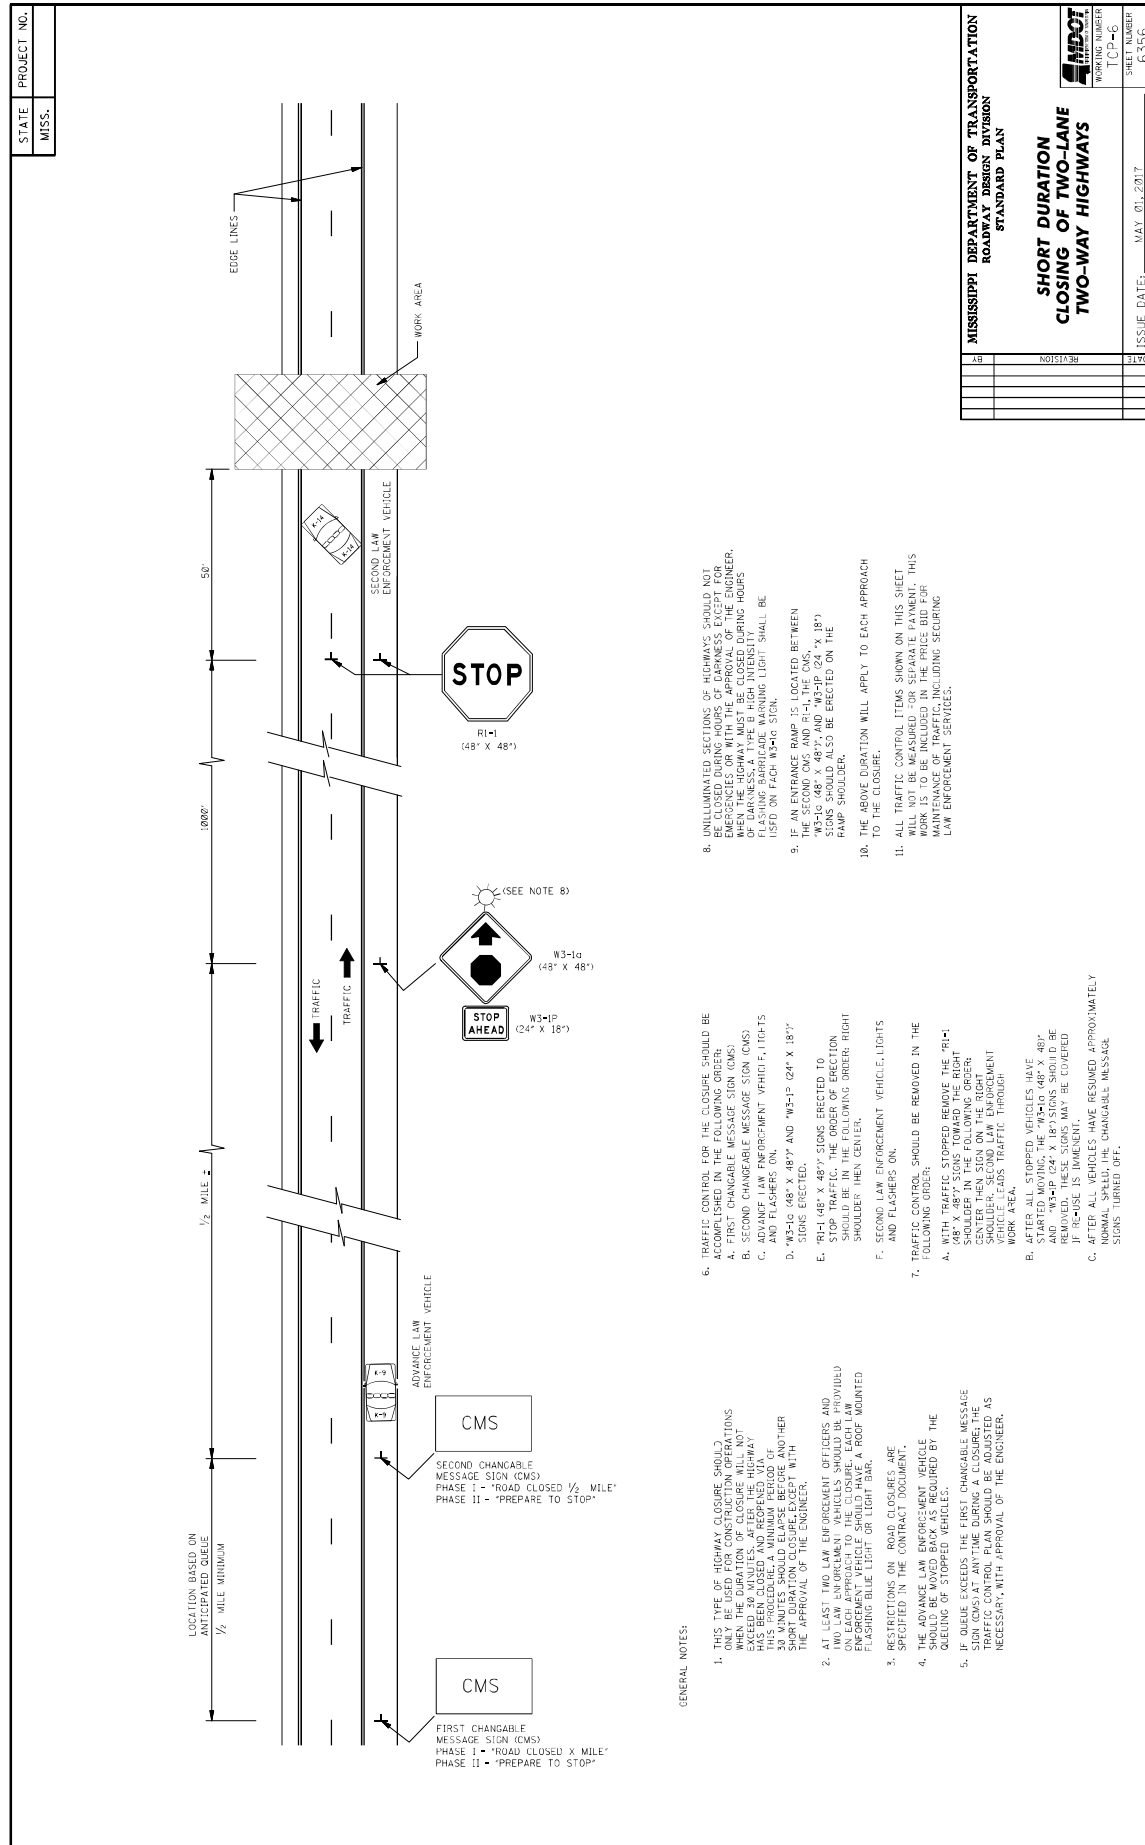 STATE
PROJECT NO.
MISS.
LOCATION BASED ON
ANTICIPATED QUEUE
1/2 MILE MINIMUM
1/2 MILE ±
1000'
50'
EDGE LINES
WORK AREA
FIRST CHANGABLE
MESSAGE SIGN (CMS)
PHASE I - "ROAD CLOSED X MILE"
PHASE II - "PREPARE TO STOP"
CMS
SECOND CHANGABLE
MESSAGE SIGN (CMS)
PHASE I - "ROAD CLOSED 1/2 MILE"
PHASE II - "PREPARE TO STOP"
CMS
K-9
K-9
ADVANCE LAW
ENFORCEMENT VEHICLE
TRAFFIC
TRAFFIC
STOP
AHEAD
W3-1P
(24" X 18")
W3-1a
(48" X 48")
(SEE NOTE 8)
STOP
R1-1
(48" X 48")
K-14
K-14
SECOND LAW
ENFORCEMENT VEHICLE
GENERAL NOTES:
1. THIS TYPE OF HIGHWAY CLOSURE SHOULD
ONLY BE USED FOR CONSTRUCTION OPERATIONS
WHEN THE DURATION OF CLOSURE WILL NOT
EXCEED 30 MINUTES. AFTER THE HIGHWAY
HAS BEEN CLOSED AND REOPENED VIA
THIS PROCEDURE, A MINIMUM PERIOD OF
30 MINUTES SHOULD ELAPSE BEFORE ANOTHER
SHORT DURATION CLOSURE, EXCEPT WITH
THE APPROVAL OF THE ENGINEER.
2. AT LEAST TWO LAW ENFORCEMENT OFFICERS AND
TWO LAW ENFORCEMENT VEHICLES SHOULD BE PROVIDED
ON EACH APPROACH TO THE CLOSURE. EACH LAW
ENFORCEMENT VEHICLE SHOULD HAVE A ROOF MOUNTED
FLASHING BLUE LIGHT OR LIGHT BAR.
3. RESTRICTIONS ON ROAD CLOSURES ARE
SPECIFIED IN THE CONTRACT DOCUMENT.
4. THE ADVANCE LAW ENFORCEMENT VEHICLE
SHOULD BE MOVED BACK AS REQUIRED BY THE
QUEUING OF STOPPED VEHICLES.
5. IF QUEUE EXCEEDS THE FIRST CHANGABLE MESSAGE
SIGN (CMS) AT ANYTIME DURING A CLOSURE, THE
TRAFFIC CONTROL PLAN SHOULD BE ADJUSTED AS
NECESSARY, WITH APPROVAL OF THE ENGINEER.
6. TRAFFIC CONTROL FOR THE CLOSURE SHOULD BE
ACCOMPLISHED IN THE FOLLOWING ORDER:
A. FIRST CHANGABLE MESSAGE SIGN (CMS)
B. SECOND CHANGEABLE MESSAGE SIGN (CMS)
C. ADVANCE LAW ENFORCEMENT VEHICLE, LIGHTS
AND FLASHERS ON.
D. "W3-1a (48" X 48")" AND "W3-1P (24" X 18")"
SIGNS ERECTED.
E. "R1-1 (48" X 48")" SIGNS ERECTED TO
STOP TRAFFIC. THE ORDER OF ERECTION
SHOULD BE IN THE FOLLOWING ORDER: RIGHT
SHOULDER THEN CENTER.
F. SECOND LAW ENFORCEMENT VEHICLE, LIGHTS
AND FLASHERS ON.
7. TRAFFIC CONTROL SHOULD BE REMOVED IN THE
FOLLOWING ORDER:
A. WITH TRAFFIC STOPPED REMOVE THE "R1-1
(48" X 48")" SIGNS TOWARD THE RIGHT
SHOULDER IN THE FOLLOWING ORDER:
CENTER THEN SIGN ON THE RIGHT
SHOULDER. SECOND LAW ENFORCEMENT
VEHICLE LEADS TRAFFIC THROUGH
WORK AREA.
B. AFTER ALL STOPPED VEHICLES HAVE
STARTED MOVING, THE "W3-1a (48" X 48)"
AND "W3-1P (24" X 18") SIGNS SHOULD BE
REMOVED. THESE SIGNS MAY BE COVERED
IF RE-USE IS IMMENENT.
C. AFTER ALL VEHICLES HAVE RESUMED APPROXIMATELY
NORMAL SPEED, THE CHANGABLE MESSAGE
SIGNS TURNED OFF.
8. UNILLUMINATED SECTIONS OF HIGHWAYS SHOULD NOT
BE CLOSED DURING HOURS OF DARKNESS EXCEPT FOR
EMERGENCIES OR WITH THE APPROVAL OF THE ENGINEER.
WHEN THE HIGHWAY MUST BE CLOSED DURING HOURS
OF DARKNESS, A TYPE B HIGH INTENSITY
FLASHING BARRICADE WARNING LIGHT SHALL BE
USED ON EACH W3-1a SIGN.
9. IF AN ENTRANCE RAMP IS LOCATED BETWEEN
THE SECOND CMS AND R1-1, THE CMS,
"W3-1a (48" X 48")", AND "W3-1P (24 "X 18")
SIGNS SHOULD ALSO BE ERECTED ON THE
RAMP SHOULDER.
10. THE ABOVE DURATION WILL APPLY TO EACH APPROACH
TO THE CLOSURE.
11. ALL TRAFFIC CONTROL ITEMS SHOWN ON THIS SHEET
WILL NOT BE MEASURED FOR SEPARATE PAYMENT. THIS
WORK IS TO BE INCLUDED IN THE PRICE BID FOR
MAINTENANCE OF TRAFFIC, INCLUDING SECURING
LAW ENFORCEMENT SERVICES.
BY
REVISION
DATE
MISSISSIPPI DEPARTMENT OF TRANSPORTATION
ROADWAY DESIGN DIVISION
STANDARD PLAN
SHORT DURATION
CLOSING OF TWO-LANE
TWO-WAY HIGHWAYS
ISSUE DATE: MAY 01, 2017
MDOT
WORKING NUMBER
TCP-6
SHEET NUMBER
6356